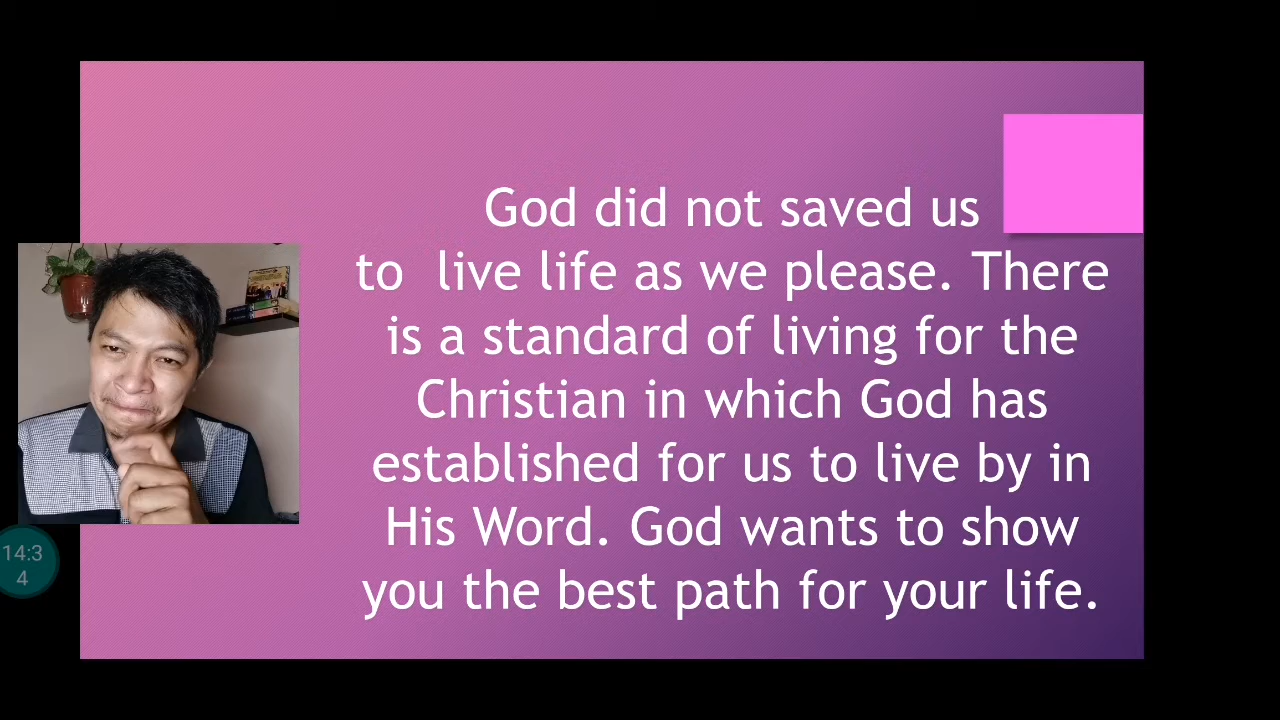 God did not saved us
to  live life as we please. There
is a standard of living for the
Christian in which God has
established for us to live by in
His Word. God wants to show
you the best path for your life.
14:3
4